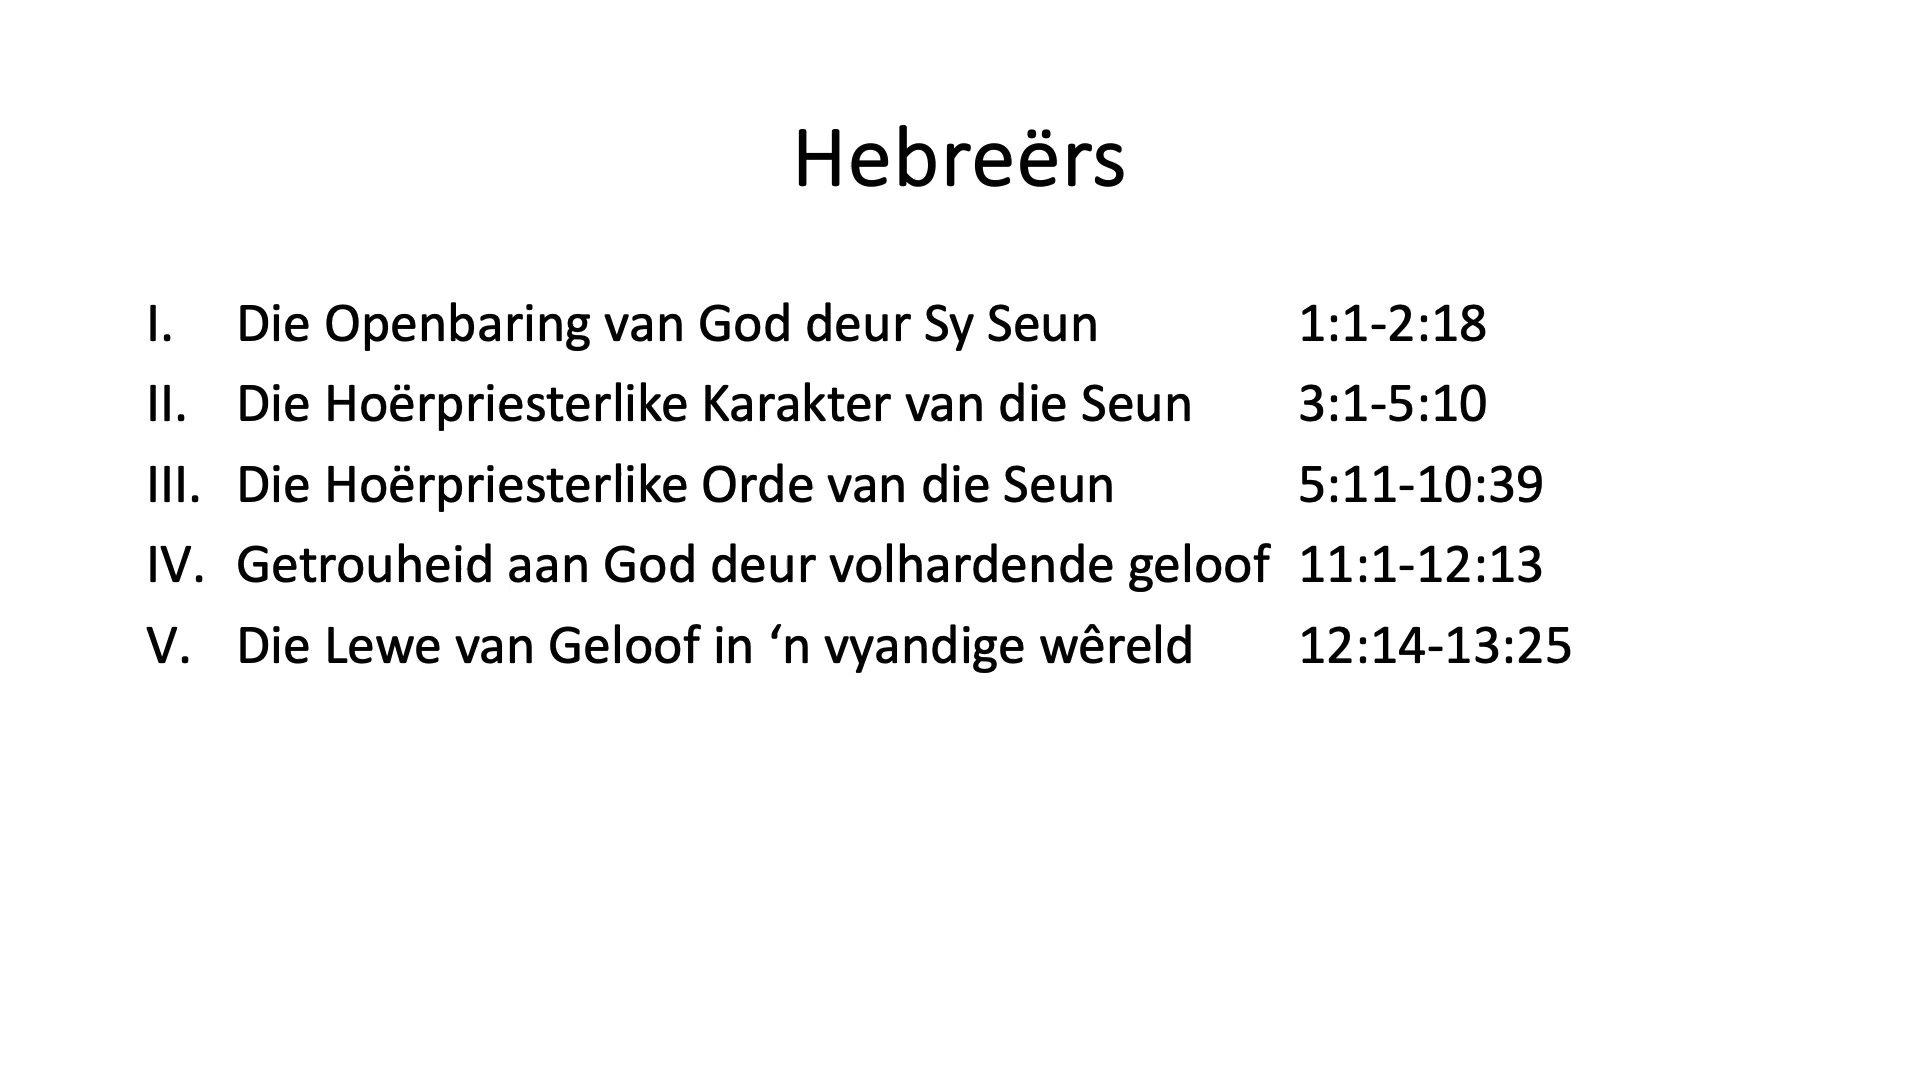 Hebreërs
I. Die Openbaring van God deur Sy Seun 1:1-2:18
II. Die Hoërpriesterlike Karakter van die Seun 3:1-5:10
III. Die Hoërpriesterlike Orde van die Seun 5:11-10:39
IV. Getrouheid aan God deur volhardende geloof 11:1-12:13
V. Die Lewe van Geloof in ‘n vyandige wêreld 12:14-13:25